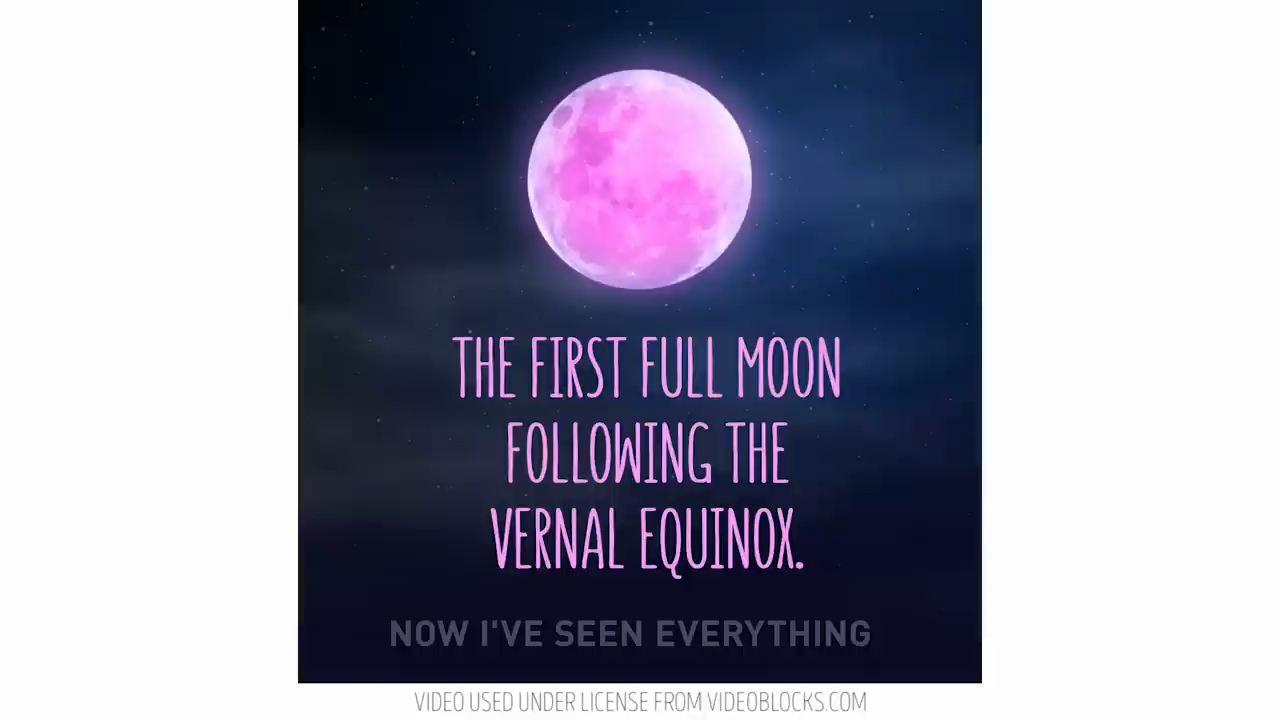 THE FIRST FULL MOON
FOLLOWING THE
VERNAL EQUINOX.
NOW I'VE SEEN EVERYTHING
VIDEO USED UNDER LICENSE FROM VIDEOBLOCKS.COM